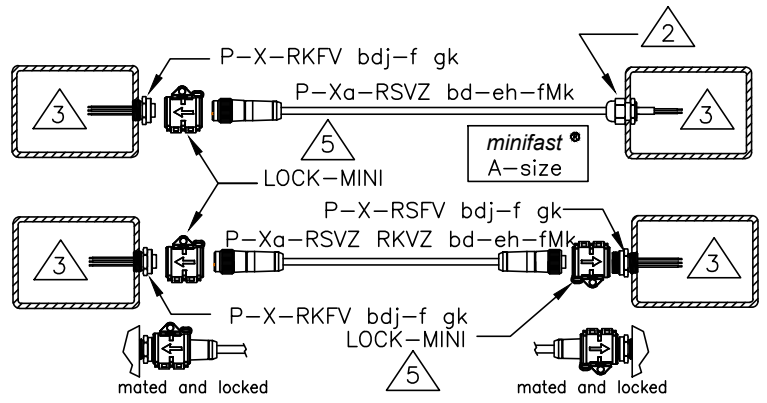 2
P-X-RKFV bdj-f gk
P-Xa-RSVZ bd-eh-fMk
3
3
5
minifast ®
A-size
LOCK-MINI
P-X-RSFV bdj-f gk
P-Xa-RSVZ RKVZ bd-eh-fMk
3
3
P-X-RKFV bdj-f gk
LOCK-MINI
5
mated and locked
mated and locked